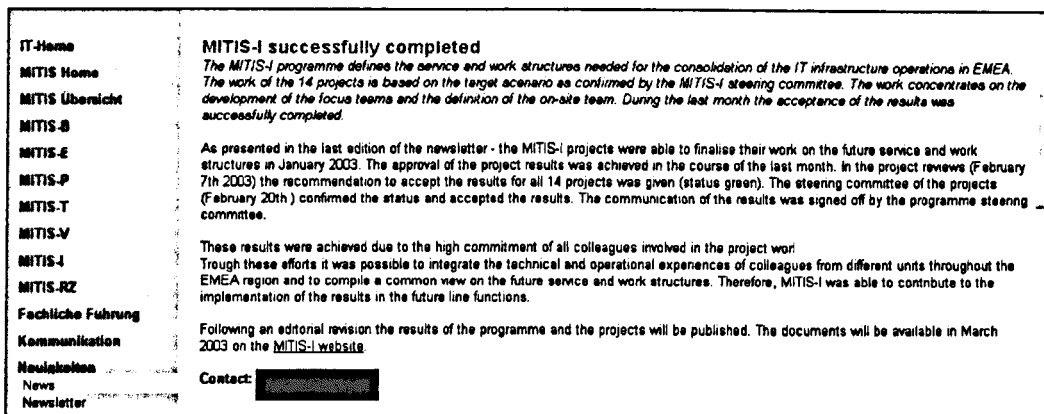 IT-Home
MITIS Home
MITIS Übersicht
MITIS-B
MITIS-E
MITIS-P
MITIS-T
MITIS-V
MITIS-I
MITIS-RZ
Fachliche Führung
Kommunikation
Neuigkeiten
News
Newsletter
MITIS-I successfully completed
The MITIS-I programme defines the service and work structures needed for the consolidation of the IT infrastructure operations in EMEA.
The work of the 14 projects is based on the target scenario as confirmed by the MITIS-I steering committee. The work concentrates on the
development of the focus teams and the definition of the on-site team. During the last month the acceptance of the results was
successfully completed.
As presented in the last edition of the newsletter - the MITIS-I projects were able to finalise their work on the future service and work
structures in January 2003. The approval of the project results was achieved in the course of the last month. In the project reviews (February
7th 2003) the recommendation to accept the results for all 14 projects was given (status green). The steering committee of the projects
(February 20th ) confirmed the status and accepted the results. The communication of the results was signed off by the programme steering
committee.
These results were achieved due to the high commitment of all colleagues involved in the project worl
Trough these efforts it was possible to integrate the technical and operational experiences of colleagues from different units throughout the
EMEA region and to compile a common view on the future service and work structures. Therefore, MITIS-I was able to contribute to the
implementation of the results in the future line functions.
Following an editorial revision the results of the programme and the projects will be published. The documents will be available in March
2003 on the MITIS-I website.
Contact: